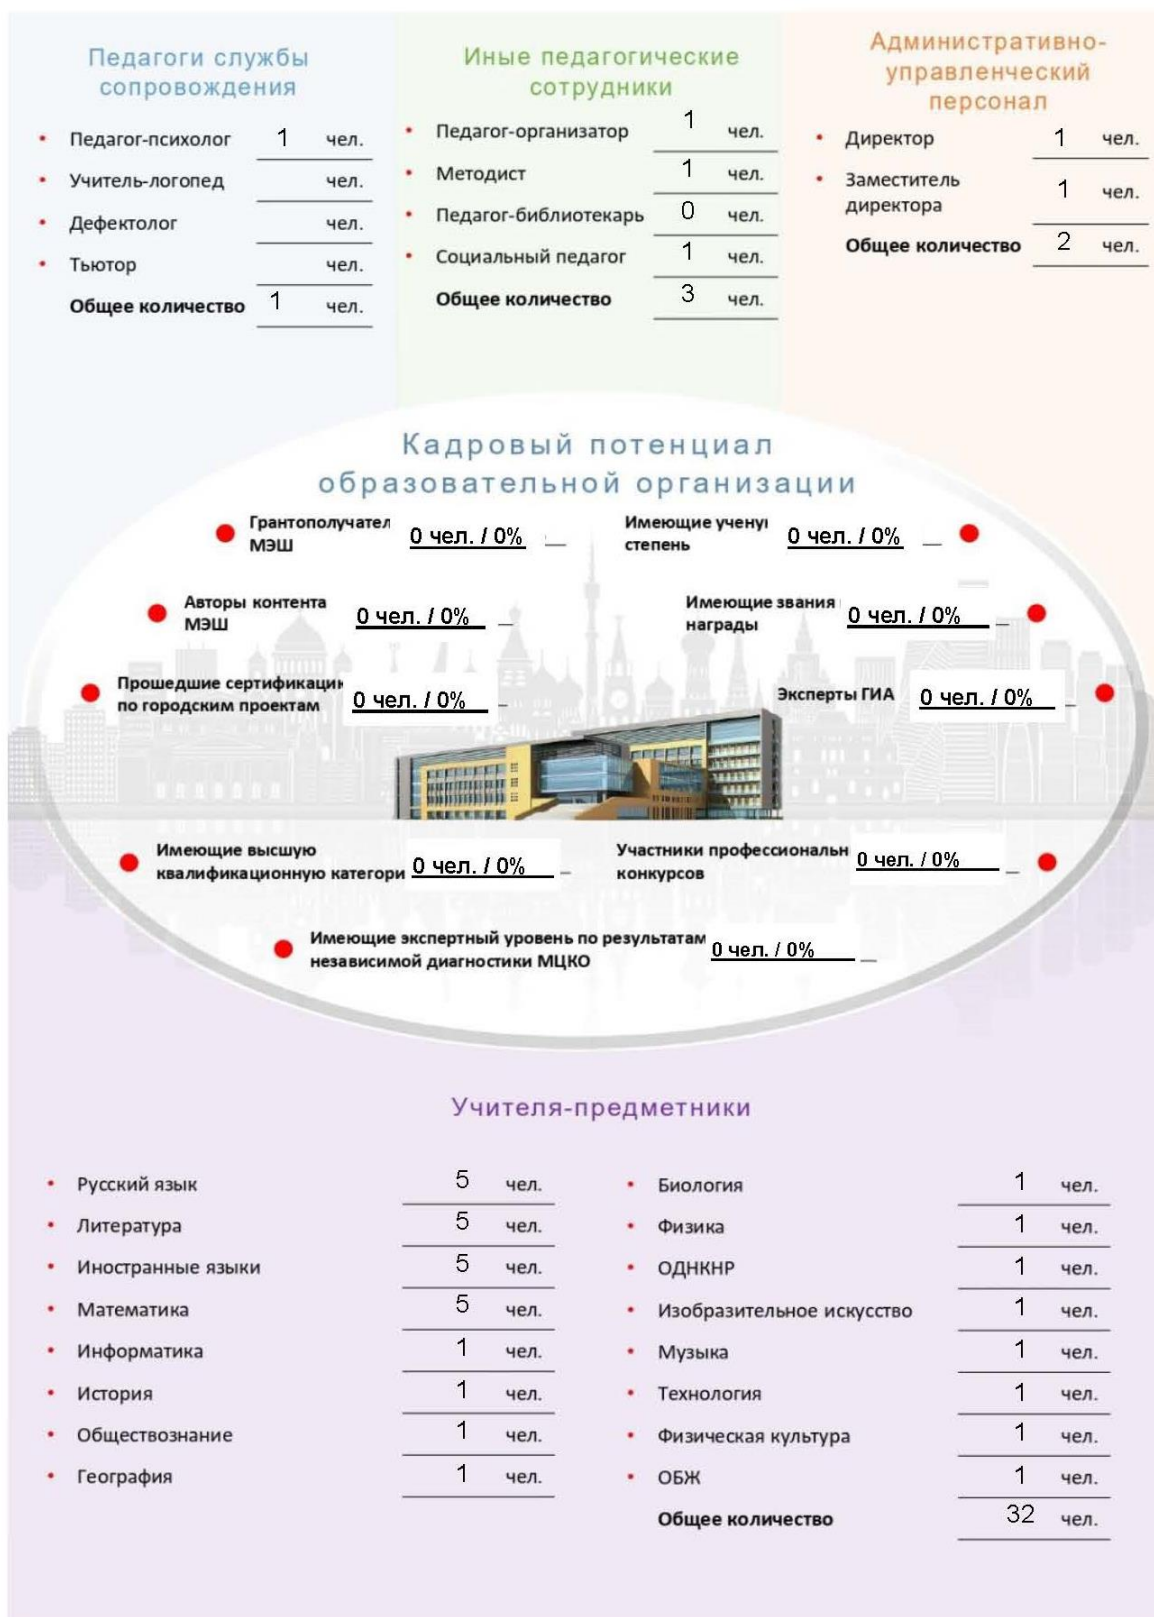 Педагоги службы
сопровождения
• Педагог-психолог 1 чел.
• Учитель-логопед чел.
• Дефектолог чел.
• Тьютор чел.
Общее количество 1 чел.
Иные педагогические
сотрудники
• Педагог-организатор 1 чел.
• Методист 1 чел.
• Педагог-библиотекарь 0 чел.
• Социальный педагог 1 чел.
Общее количество 3 чел.
Административно-
управленческий
персонал
• Директор 1 чел.
• Заместитель
директора 1 чел.
Общее количество 2 чел.
Кадровый потенциал
образовательной организации
Грантополучател
МЭШ 0 чел. / 0%
Имеющие учену
степень 0 чел. / 0%
Авторы контента
МЭШ 0 чел. / 0%
Имеющие звания
награды 0 чел. / 0%
Прошедшие сертификаци
по городским проектам 0 чел. / 0%
Эксперты ГИА 0 чел. / 0%
Имеющие высшую
квалификационную категори 0 чел. / 0%
Участники профессиональн
конкурсов 0 чел. / 0%
Имеющие экспертный уровень по результатам
независимой диагностики МЦКО 0 чел. / 0%
Учителя-предметники
• Русский язык 5 чел.
• Литература 5 чел.
• Иностранные языки 5 чел.
• Математика 5 чел.
• Информатика 1 чел.
• История 1 чел.
• Обществознание 1 чел.
• География 1 чел.
• Биология 1 чел.
• Физика 1 чел.
• ОДНКНР 1 чел.
• Изобразительное искусство 1 чел.
• Музыка 1 чел.
• Технология 1 чел.
• Физическая культура 1 чел.
• ОБЖ 1 чел.
Общее количество 32 чел.